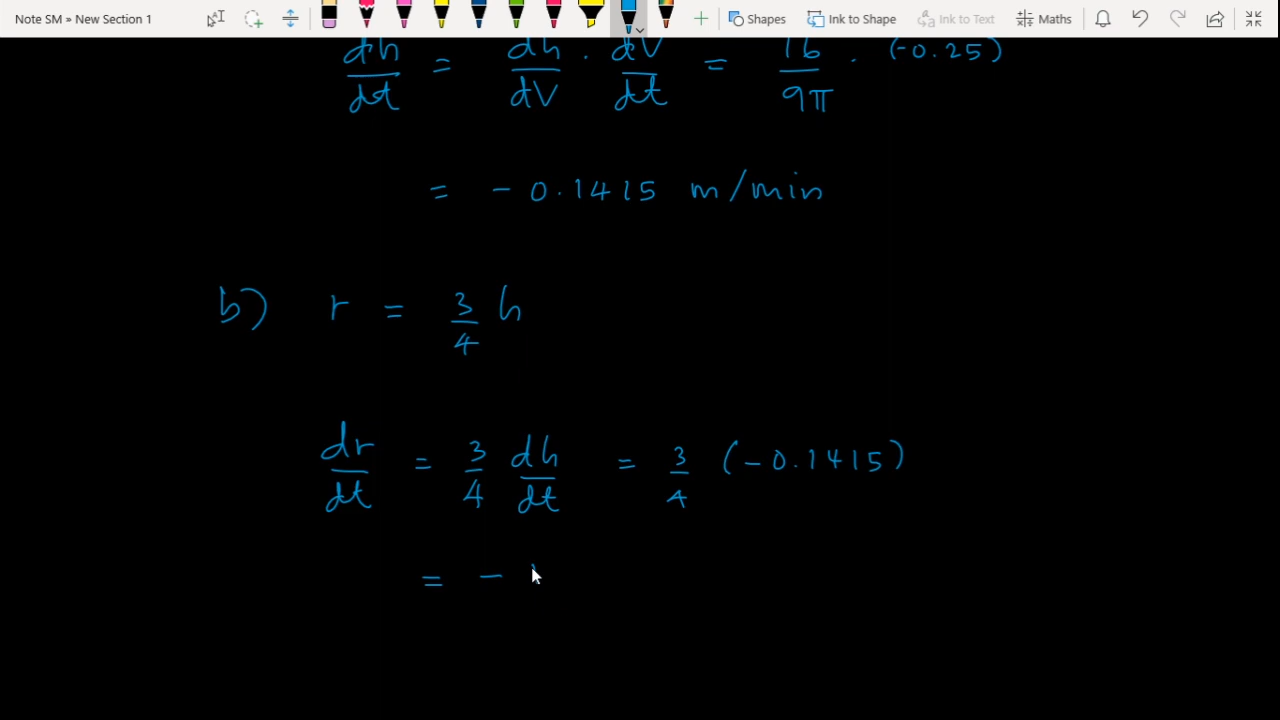 Note SM » New Section 1 Shapes Ink to Shape Ink to Text Maths
dh/dt = dh/dV · dV/dt = 16/9π · (-0.25)
= - 0.1415 m/min
b) r = 3/4 h
dr/dt = 3/4 dh/dt = 3/4 (-0.1415)
= -